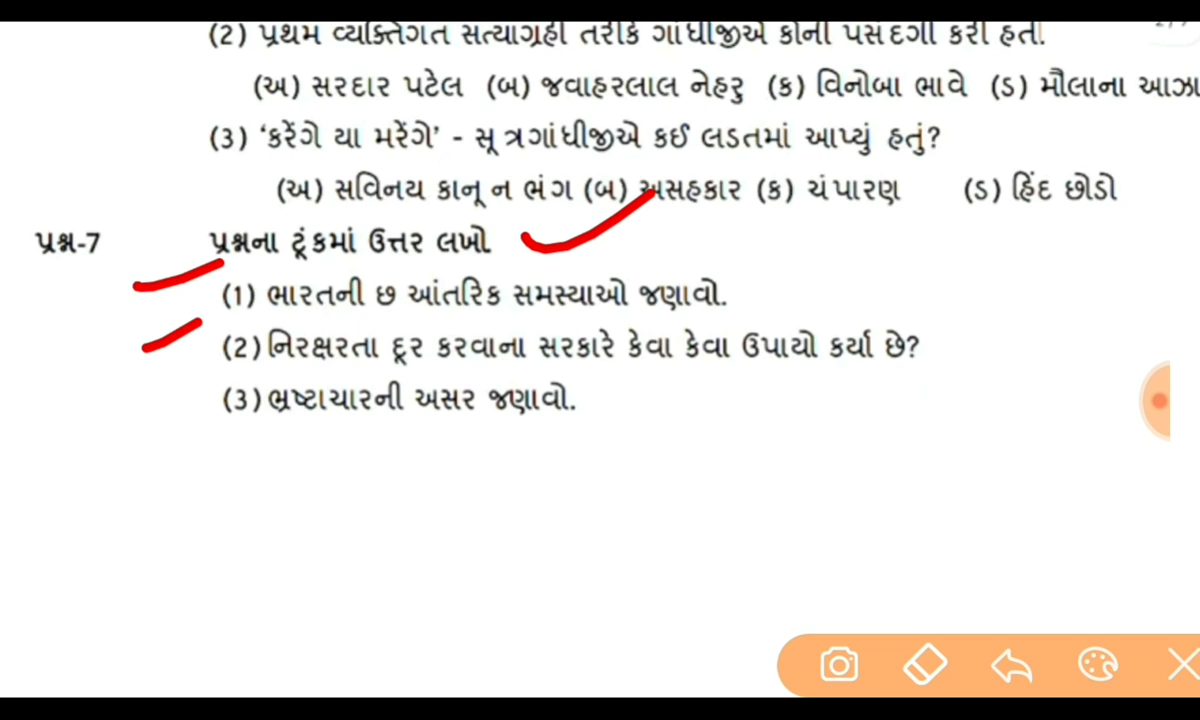 (2) પ્રથમ વ્યક્તિગત સત્યાગ્રહી તરીકે ગાંધીજીએ કોની પસંદગી કરી હતી.
(અ) સરદાર પટેલ (બ) જવાહરલાલ નેહરુ (ક) વિનોબા ભાવે (ડ) મૌલાના આઝા
(3) 'કરેંગે યા મરેંગે' - સૂત્રગાંધીજીએ કઈ લડતમાં આપ્યું હતું?
(અ) સવિનય કાનૂન ભંગ (બ) અસહકાર (ક) ચંપારણ (ડ) હિંદ છોડો
પ્રશ્ન-7 પ્રશ્નના ટૂંકમાં ઉત્તર લખો.
(1) ભારતની છ આંતરિક સમસ્યાઓ જણાવો.
(2) નિરક્ષરતા દૂર કરવાના સરકારે કેવા કેવા ઉપાયો કર્યા છે?
(3) ભ્રષ્ટાચારની અસર જણાવો.